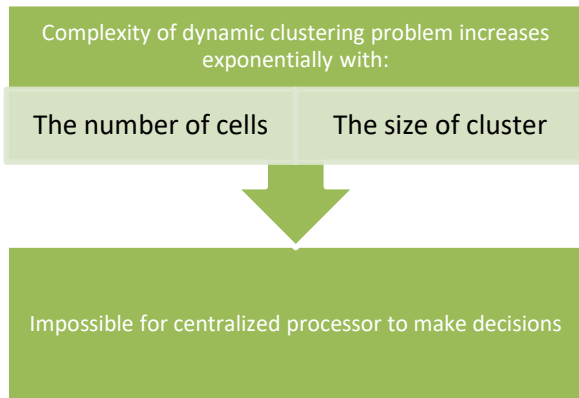 Complexity of dynamic clustering problem increases
exponentially with:
The number of cells
The size of cluster
Impossible for centralized processor to make decisions